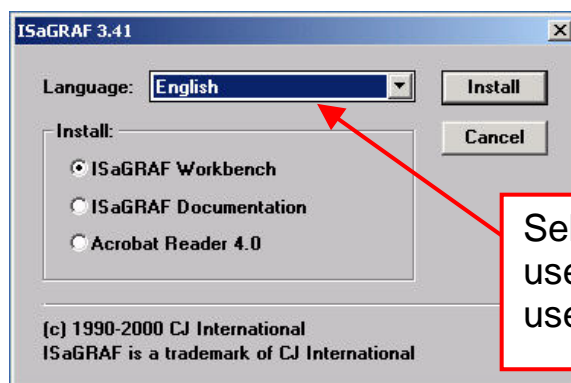 ISaGRAF 3.41
Language: English Install
Install: Cancel
ISaGRAF Workbench
ISaGRAF Documentation
Acrobat Reader 4.0
(c) 1990-2000 CJ International
ISaGRAF is a trademark of CJ International